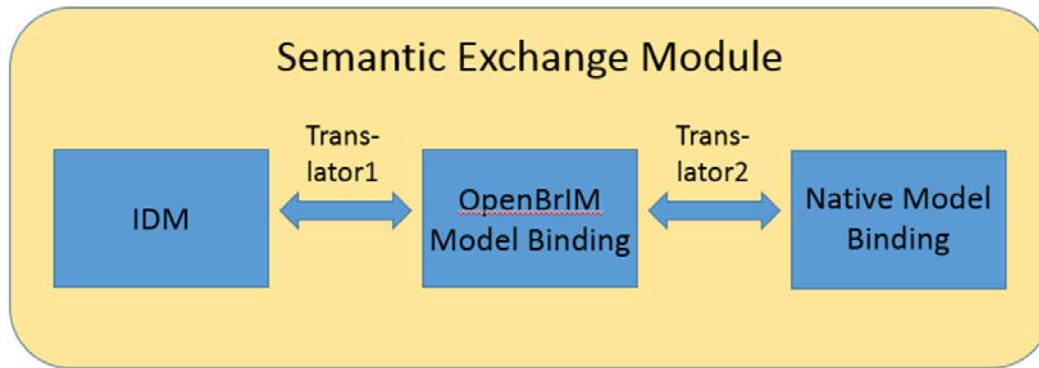 Semantic Exchange Module
Trans-
lator1
Trans-
lator2
IDM
OpenBrIM
Model Binding
Native Model
Binding